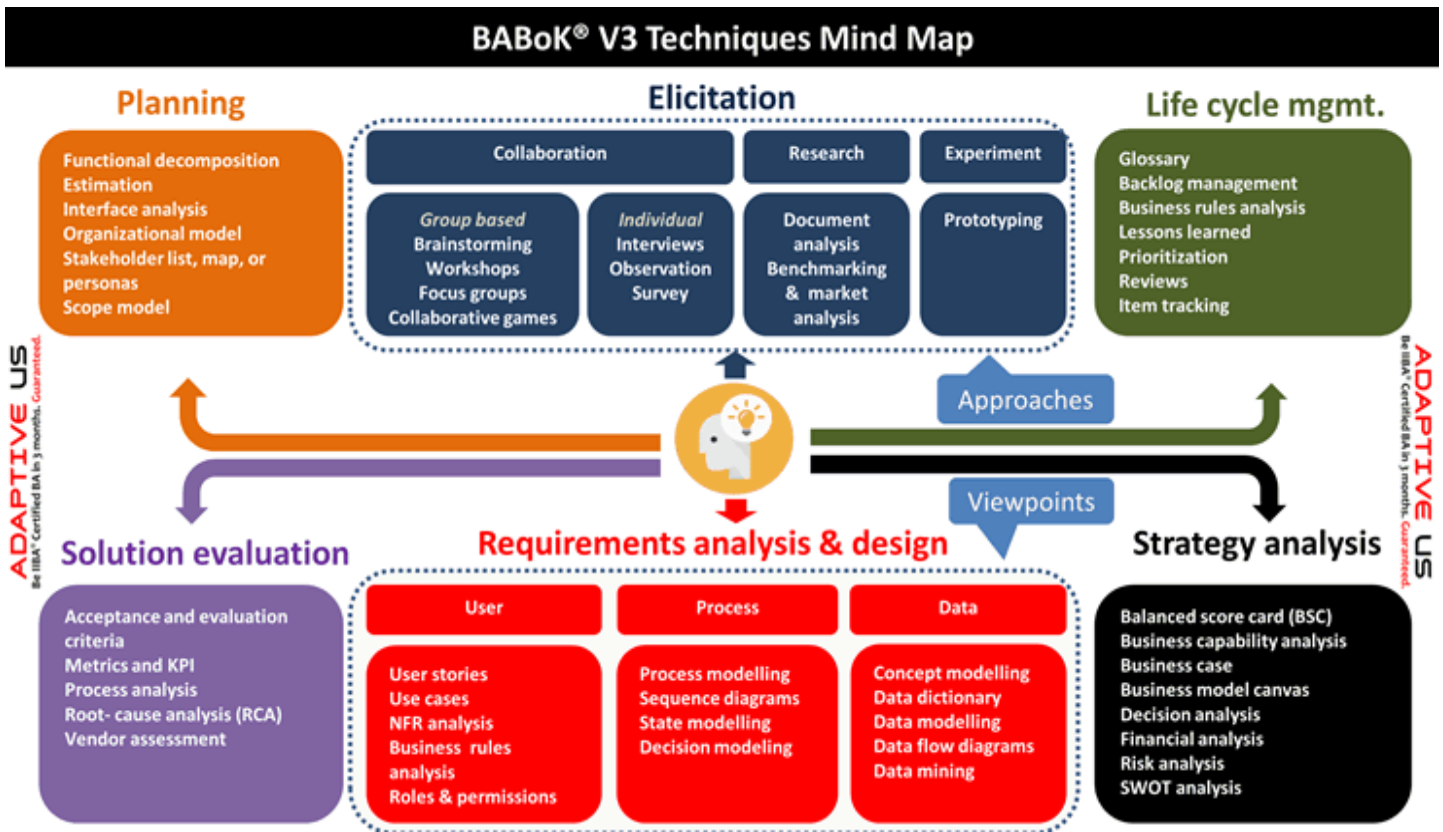 BABoK® V3 Techniques Mind Map
Planning
Functional decomposition
Estimation
Interface analysis
Organizational model
Stakeholder list, map, or
personas
Scope model
Elicitation
Collaboration
Research
Experiment
Group based
Brainstorming
Workshops
Focus groups
Collaborative games
Individual
Interviews
Observation
Survey
Document
analysis
Benchmarking
& market
analysis
Prototyping
Life cycle mgmt.
Glossary
Backlog management
Business rules analysis
Lessons learned
Prioritization
Reviews
Item tracking
ADAPTIVE US
Be IIBA® Certified BA in 3 months. Guaranteed.
Approaches
Viewpoints
ADAPTIVE US
Be IIBA® Certified BA in 3 months. Guaranteed.
Solution evaluation
Acceptance and evaluation
criteria
Metrics and KPI
Process analysis
Root- cause analysis (RCA)
Vendor assessment
Requirements analysis & design
User
Process
Data
User stories
Use cases
NFR analysis
Business rules
analysis
Roles & permissions
Process modelling
Sequence diagrams
State modelling
Decision modeling
Concept modelling
Data dictionary
Data modelling
Data flow diagrams
Data mining
Strategy analysis
Balanced score card (BSC)
Business capability analysis
Business case
Business model canvas
Decision analysis
Financial analysis
Risk analysis
SWOT analysis